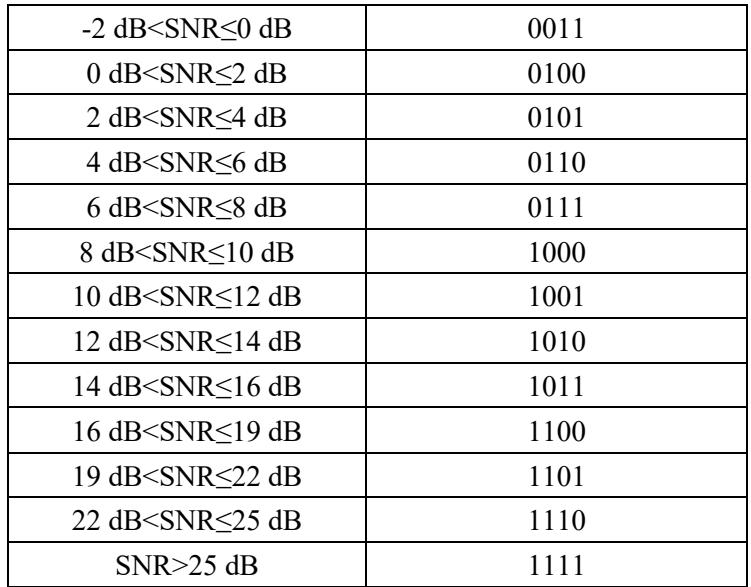 -2 dB<SNR≤0 dB 0011
0 dB<SNR≤2 dB 0100
2 dB<SNR≤4 dB 0101
4 dB<SNR≤6 dB 0110
6 dB<SNR≤8 dB 0111
8 dB<SNR≤10 dB 1000
10 dB<SNR≤12 dB 1001
12 dB<SNR≤14 dB 1010
14 dB<SNR≤16 dB 1011
16 dB<SNR≤19 dB 1100
19 dB<SNR≤22 dB 1101
22 dB<SNR≤25 dB 1110
SNR>25 dB 1111